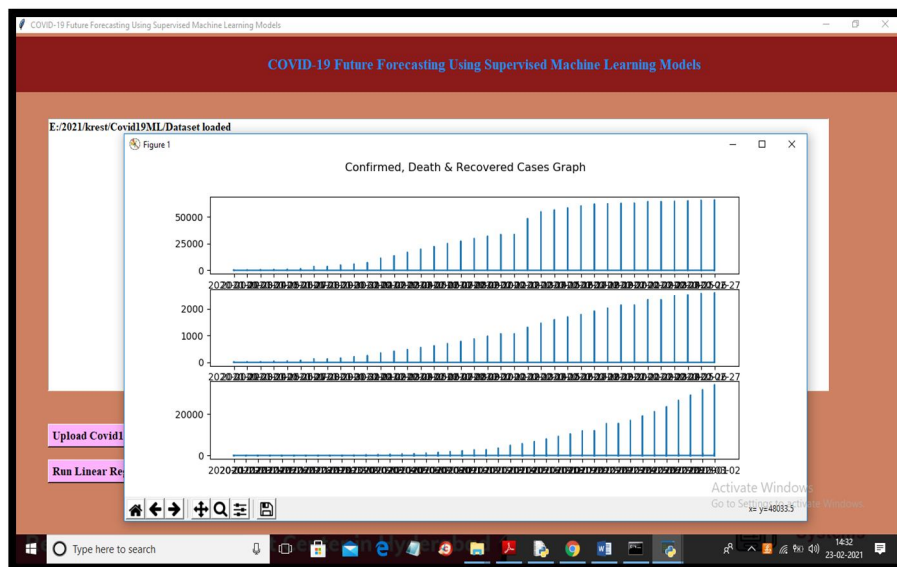 COVID-19 Future Forecasting Using Supervised Machine Learning Models
COVID-19 Future Forecasting Using Supervised Machine Learning Models
E:/2021/krest/Covid19ML/Dataset loaded
Figure 1
Confirmed, Death & Recovered Cases Graph
50000
25000
0
2000
1000
0
20000
0
Upload Covid1
Run Linear Re
Activate Windows
Go to Settings to activate Windows.
x= y=48033.5
Type here to search
14:32
23-02-2021